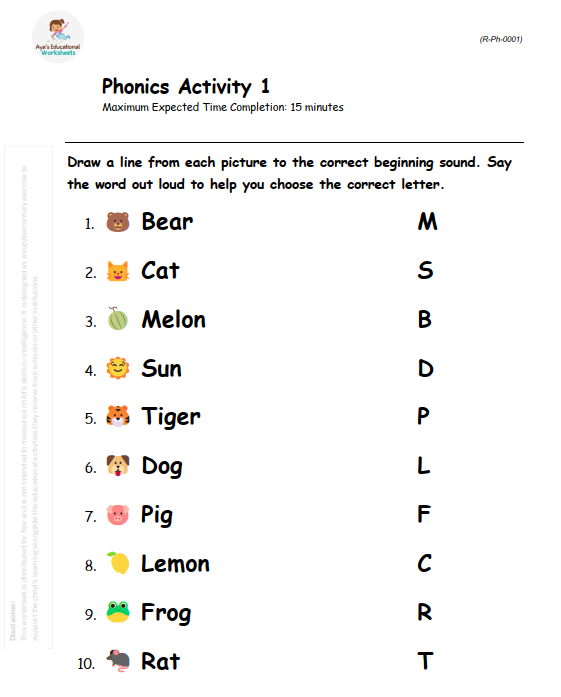 Aya's Educational
Worksheets
(R-Ph-0001)
Phonics Activity 1
Maximum Expected Time Completion: 15 minutes
Draw a line from each picture to the correct beginning sound. Say
the word out loud to help you choose the correct letter.
1. Bear M
2. Cat S
3. Melon B
4. Sun D
5. Tiger P
6. Dog L
7. Pig F
8. Lemon C
9. Frog R
10. Rat T
Disclaimer:
This worksheet is distributed for free and is not intended to measure a child's skills or intelligence. It is designed as a supplementary exercise to
support the child's learning alongside the educational activities they receive from schools or other institutions.